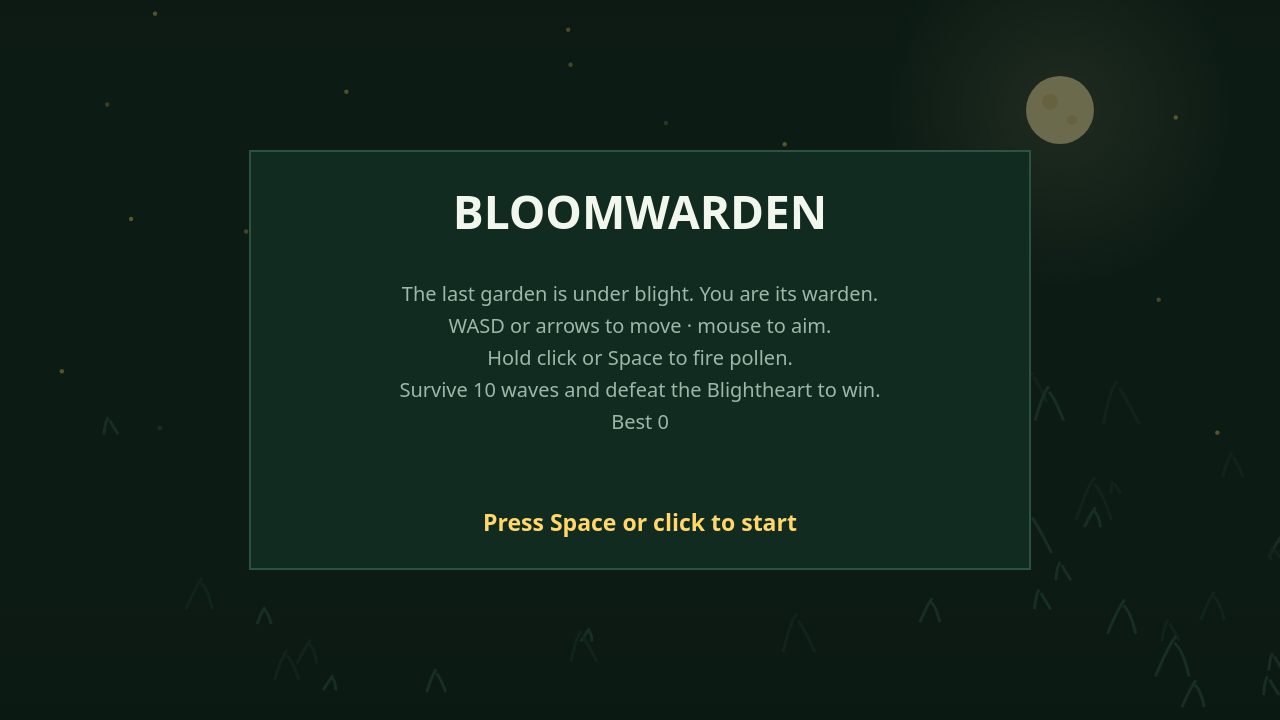 BLOOMWARDEN
The last garden is under blight. You are its warden.
WASD or arrows to move · mouse to aim.
Hold click or Space to fire pollen.
Survive 10 waves and defeat the Blightheart to win.
Best 0
Press Space or click to start